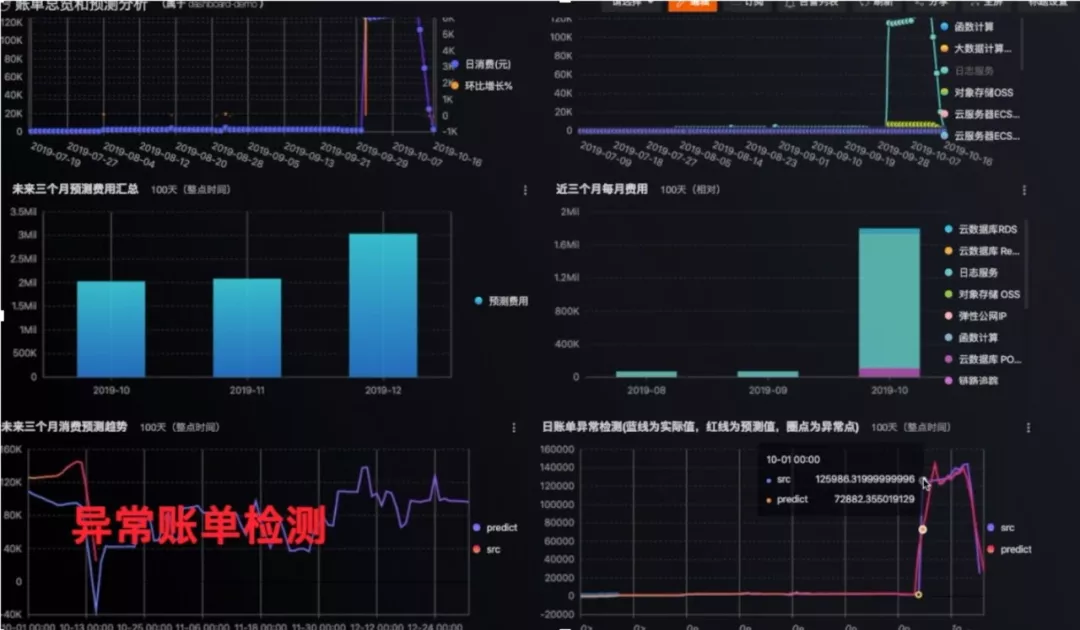 账单总览和预测分析 (属于 dashboard-demo )
请选择 订阅 告警列表 刷新 分享 全屏 标题设置
120K
100K
80K
60K
40K
20K
0
6K
5K
4K
3K
2K
1K
0
-1K
日消费(元)
环比增长%
2019-07-19
2019-07-27
2019-08-04
2019-08-12
2019-08-20
2019-08-28
2019-09-05
2019-09-13
2019-09-21
2019-09-29
2019-10-07
2019-10-16
120K
100K
80K
60K
40K
20K
0
函数计算
大数据计算...
日志服务
对象存储OSS
云服务器ECS...
云服务器ECS...
2019-07-09
2019-07-18
2019-07-27
2019-08-05
2019-08-14
2019-08-23
2019-09-01
2019-09-10
2019-09-19
2019-09-28
2019-10-07
2019-10-16
未来三个月预测费用汇总 100天（整点时间）
3.5Mil
3Mil
2.5Mil
2Mil
1.5Mil
1Mil
500K
0
2019-10
2019-11
2019-12
预测费用
近三个月每月费用 100天（相对）
2Mil
1.6Mil
1.2Mil
800K
400K
0
2019-08
2019-09
2019-10
云数据库RDS
云数据库 Re...
日志服务
对象存储 OSS
弹性公网IP
函数计算
云数据库 PO...
链路追踪
未来三个月消费预测趋势 100天（整点时间）
160K
120K
80K
40K
0
-40K
异常账单检测
predict
src
10-01 00:00 10-13 00:00 10-25 00:00 11-06 00:00 11-18 00:00 11-30 00:00 12-12 00:00 12-24 00:00
日账单异常检测(蓝线为实际值，红线为预测值，圈点为异常点) 100天（整点时间）
160000
140000
120000
100000
80000
60000
40000
20000
0
-20000
10-01 00:00
src 125986.31999999996
predict 72882.355019129
src
predict